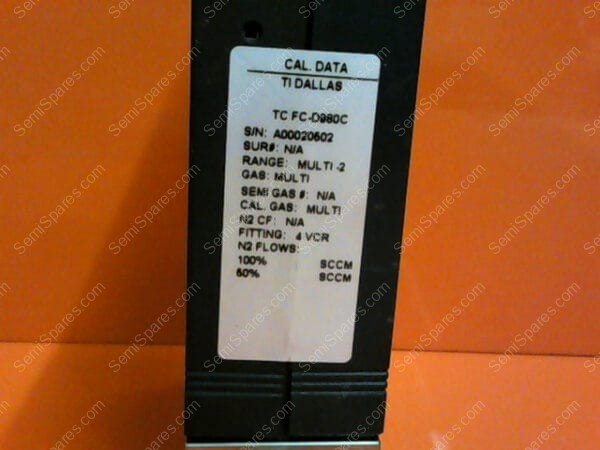 CAL. DATA
TI DALLAS
TC FC-D980C
S/N: A00020602
SUR#: N/A
RANGE: MULTI -2
GAS: MULTI
SEMI GAS #: N/A
CAL. GAS: MULTI
N2 CF: N/A
FITTING: 4 VCR
N2 FLOWS:
100% SCCM
50% SCCM
SemiSpares.com